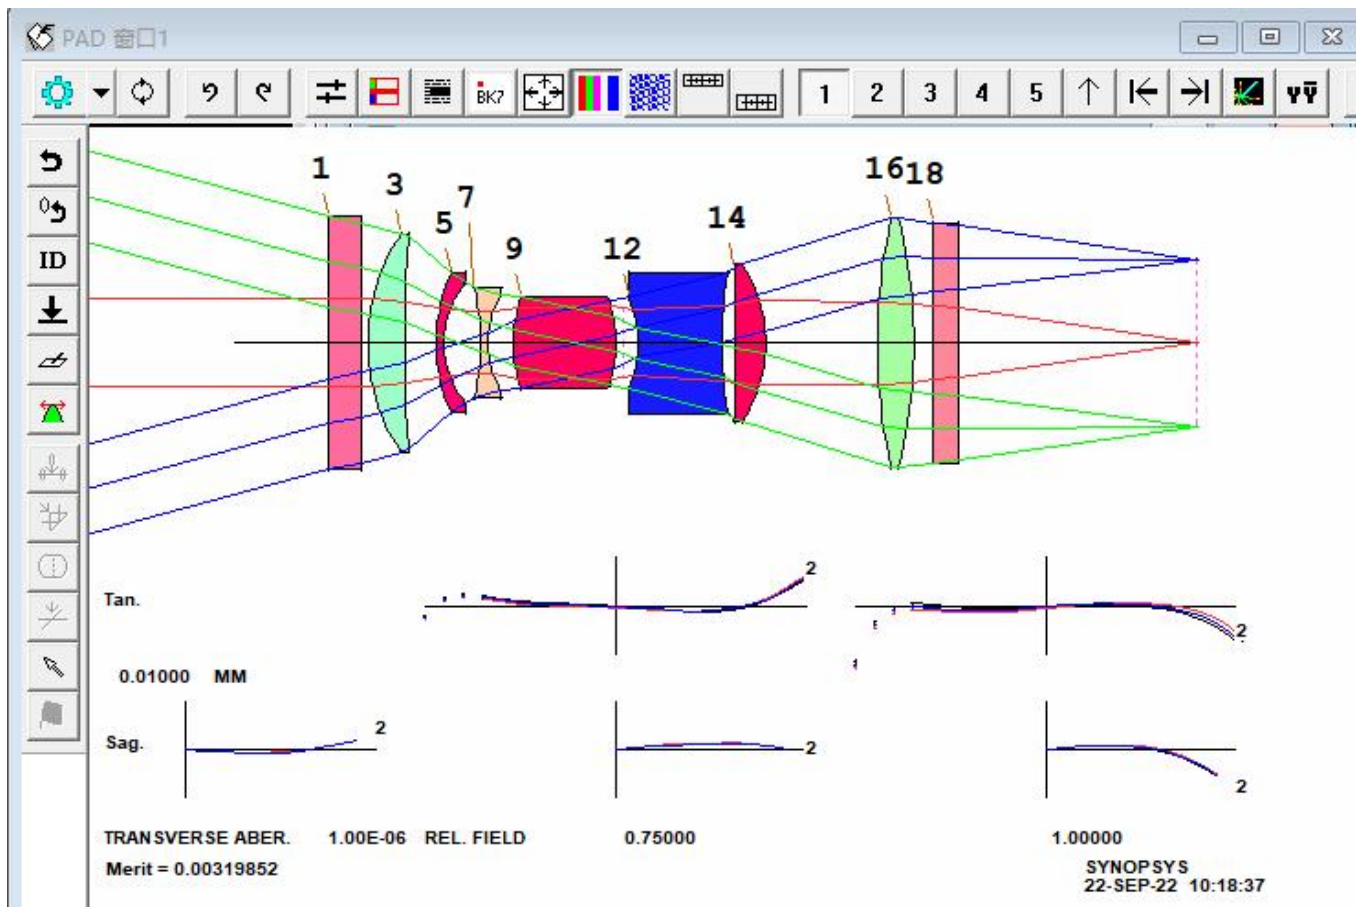 PAD 窗口1
BK7 1 2 3 4 5 yy̅
ID
1 3 5 7 9 12 14 16 18
Tan. 2 2
0.01000 MM
Sag. 2 2 2
TRANSVERSE ABER. 1.00E-06 REL. FIELD 0.75000 1.00000
Merit = 0.00319852
SYNOPSYS
22-SEP-22 10:18:37